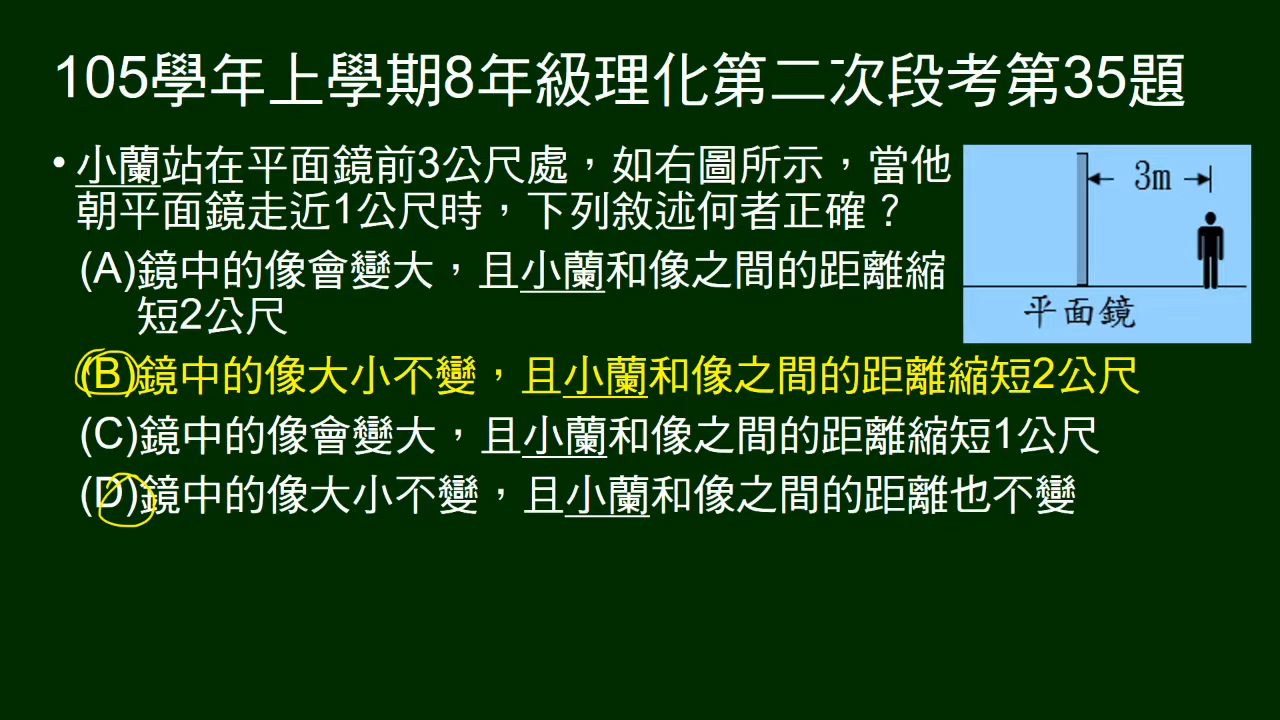 105學年上學期8年級理化第二次段考第35題
• 小蘭站在平面鏡前3公尺處，如右圖所示，當他
朝平面鏡走近1公尺時，下列敘述何者正確？
(A)鏡中的像會變大，且小蘭和像之間的距離縮
短2公尺
(B)鏡中的像大小不變，且小蘭和像之間的距離縮短2公尺
(C)鏡中的像會變大，且小蘭和像之間的距離縮短1公尺
(D)鏡中的像大小不變，且小蘭和像之間的距離也不變
3m
平面鏡